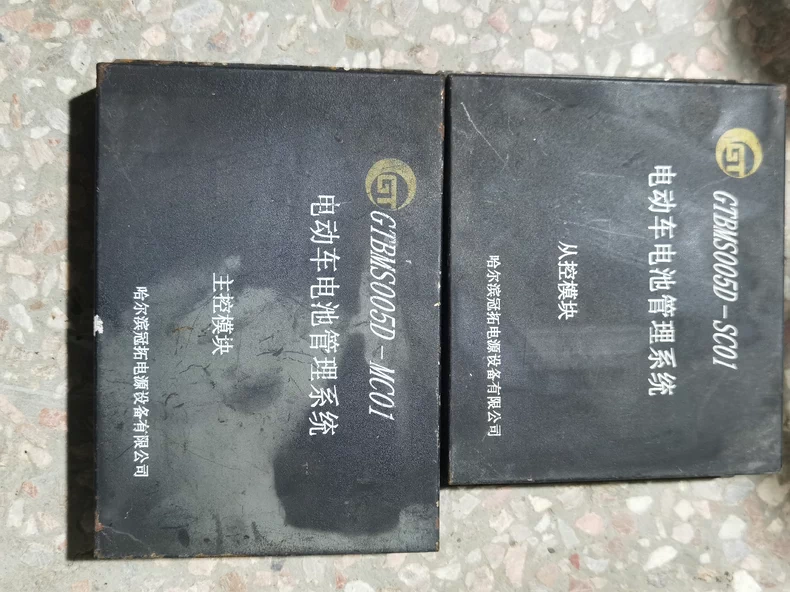 GT
GTBMS005D-MC01
电动车电池管理系统
主控模块
哈尔滨冠拓电源设备有限公司
GT
GTBMS005D-SC01
电动车电池管理系统
从控模块
哈尔滨冠拓电源设备有限公司